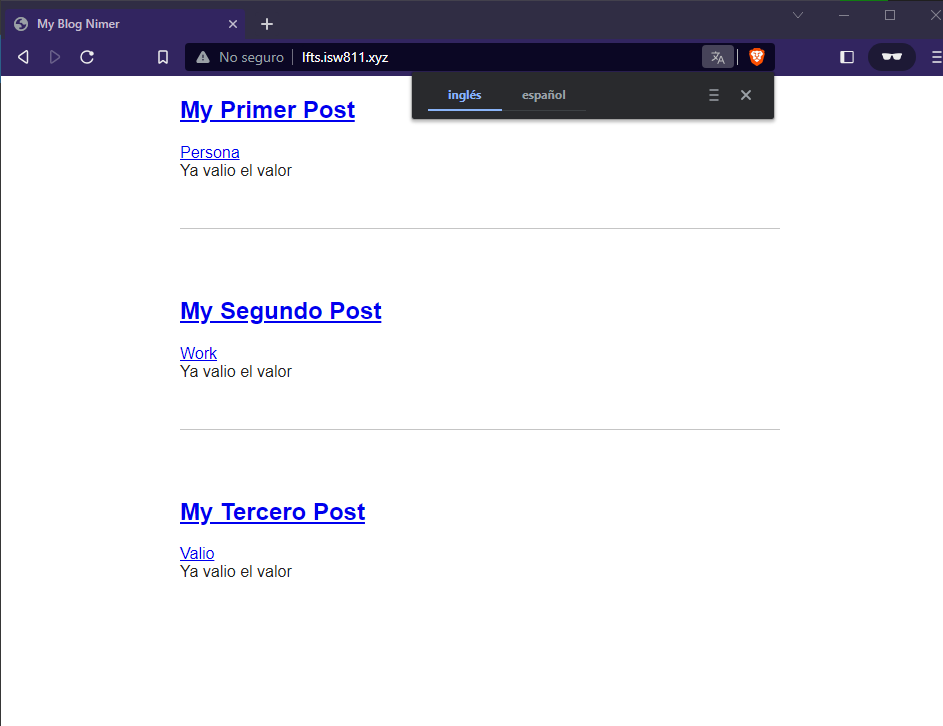 My Blog Nimer
No seguro
lfts.isw811.xyz
inglés
español
My Primer Post
Persona
Ya valio el valor
My Segundo Post
Work
Ya valio el valor
My Tercero Post
Valio
Ya valio el valor